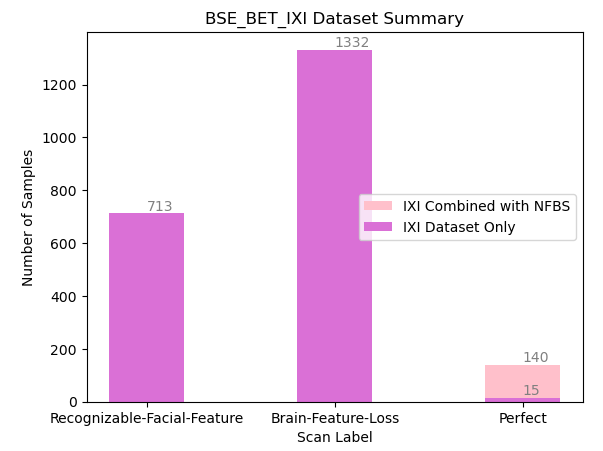 BSE_BET_IXI Dataset Summary
Number of Samples
1200
1000
800
600
400
200
0
713
1332
140
15
IXI Combined with NFBS
IXI Dataset Only
Recognizable-Facial-Feature
Brain-Feature-Loss
Perfect
Scan Label